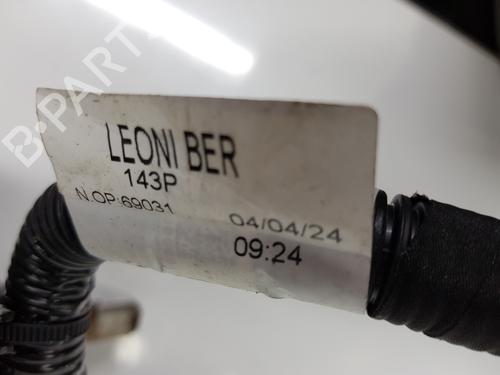 B-PARTS
LEONI BER
143P
N.OP:69031
04/04/24
09:24